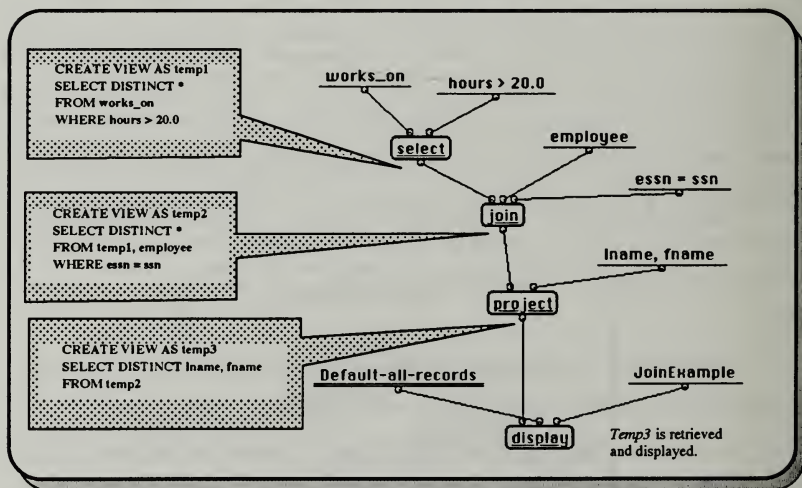 CREATE VIEW AS temp1
SELECT DISTINCT *
FROM works_on
WHERE hours > 20.0
works_on
hours > 20.0
select
employee
essn = ssn
join
CREATE VIEW AS temp2
SELECT DISTINCT *
FROM temp1, employee
WHERE essn = ssn
lname, fname
project
CREATE VIEW AS temp3
SELECT DISTINCT lname, fname
FROM temp2
Default-all-records
JoinExample
display
Temp3 is retrieved
and displayed.